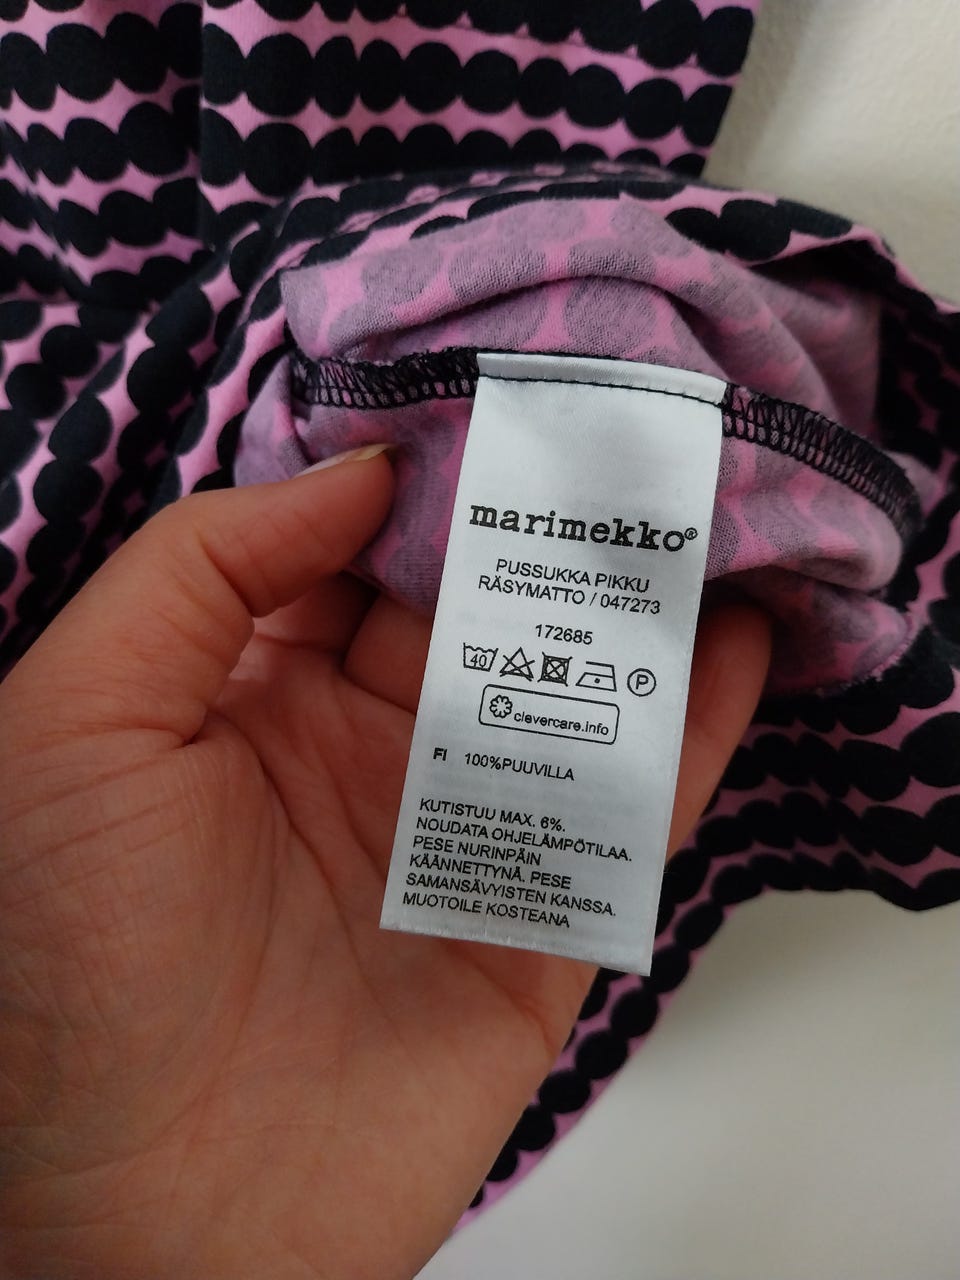 marimekko®
PUSSUKKA PIKKU
RÄSYMATTO / 047273
172685
40 P
clevercare.info
FI 100%PUUVILLA
KUTISTUU MAX. 6%.
NOUDATA OHJELÄMPÖTILAA.
PESE NURINPÄIN
KÄÄNNETTYNÄ. PESE
SAMANSÄVYISTEN KANSSA.
MUOTOILE KOSTEANA